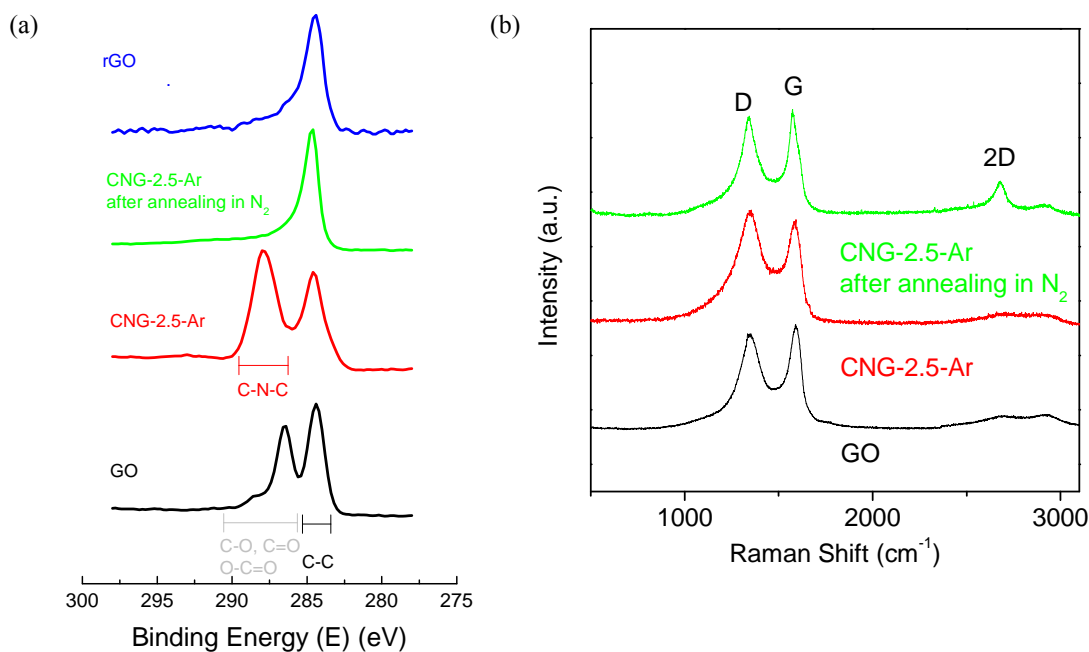 (a)
rGO
CNG-2.5-Ar
after annealing in N2
CNG-2.5-Ar
C-N-C
GO
C-O, C=O
O-C=O
C-C
300 295 290 285 280 275
Binding Energy (E) (eV)
(b)
D
G
2D
CNG-2.5-Ar
after annealing in N2
CNG-2.5-Ar
GO
Intensity (a.u.)
1000 2000 3000
Raman Shift (cm-1)